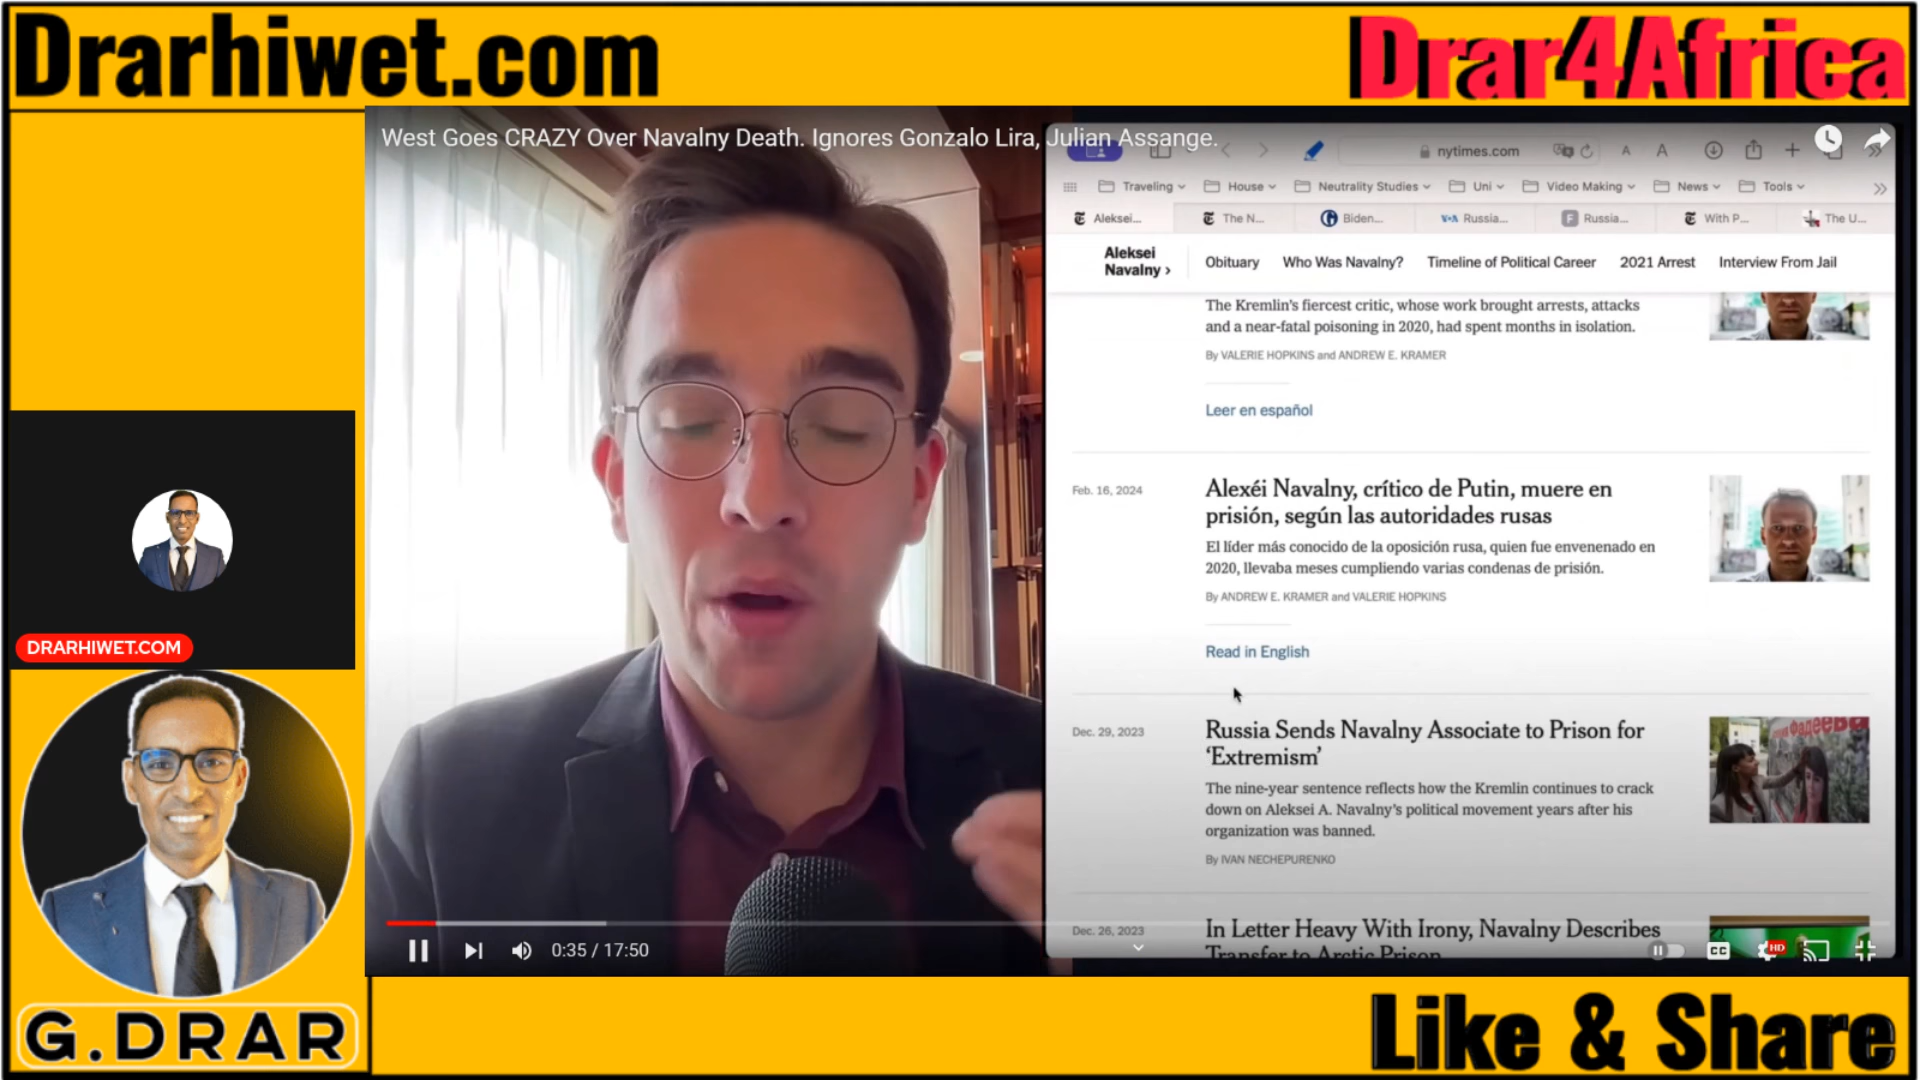 Drarhiwet.com
Drar4Africa
West Goes CRAZY Over Navalny Death. Ignores Gonzalo Lira, Julian Assange.
nytimes.com
A A
Traveling House Neutrality Studies Uni Video Making News Tools
Aleksei... The N... Biden... VOA Russia... F Russia... With P... The U...
Aleksei
Navalny ›
Obituary Who Was Navalny? Timeline of Political Career 2021 Arrest Interview From Jail
The Kremlin's fiercest critic, whose work brought arrests, attacks
and a near-fatal poisoning in 2020, had spent months in isolation.
By VALERIE HOPKINS and ANDREW E. KRAMER
Leer en español
Feb. 16, 2024
Alexéi Navalny, crítico de Putin, muere en
prisión, según las autoridades rusas
El líder más conocido de la oposición rusa, quien fue envenenado en
2020, llevaba meses cumpliendo varias condenas de prisión.
By ANDREW E. KRAMER and VALERIE HOPKINS
Read in English
Dec. 29, 2023
Russia Sends Navalny Associate to Prison for
‘Extremism’
The nine-year sentence reflects how the Kremlin continues to crack
down on Aleksei A. Navalny's political movement years after his
organization was banned.
By IVAN NECHEPURENKO
Dec. 26, 2023
In Letter Heavy With Irony, Navalny Describes
Transfer to Arctic Prison
0:35 / 17:50
CC
HD
DRARHIWET.COM
G.DRAR
Like & Share